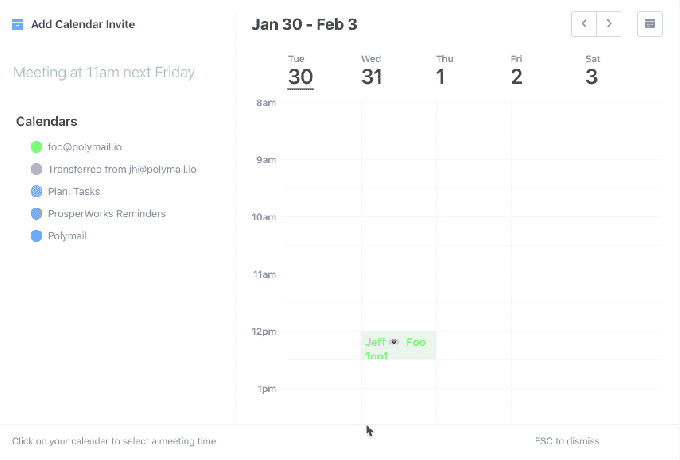 Add Calendar Invite
Meeting at 11am next Friday
Calendars
foo@polymail.io
Transferred from jh@polymail.io
Plan: Tasks
ProsperWorks Reminders
Polymail
Jan 30 - Feb 3
Tue Wed Thu Fri Sat
30 31 1 2 3
8am
9am
10am
11am
12pm
Jeff Foo
1on1
1pm
Click on your calendar to select a meeting time
ESC to dismiss